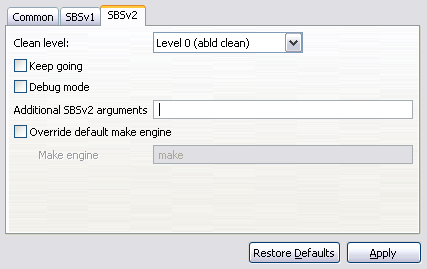 Common SBSv1 SBSv2
Clean level: Level 0 (abld clean)
Keep going
Debug mode
Additional SBSv2 arguments
Override default make engine
Make engine make
Restore Defaults Apply